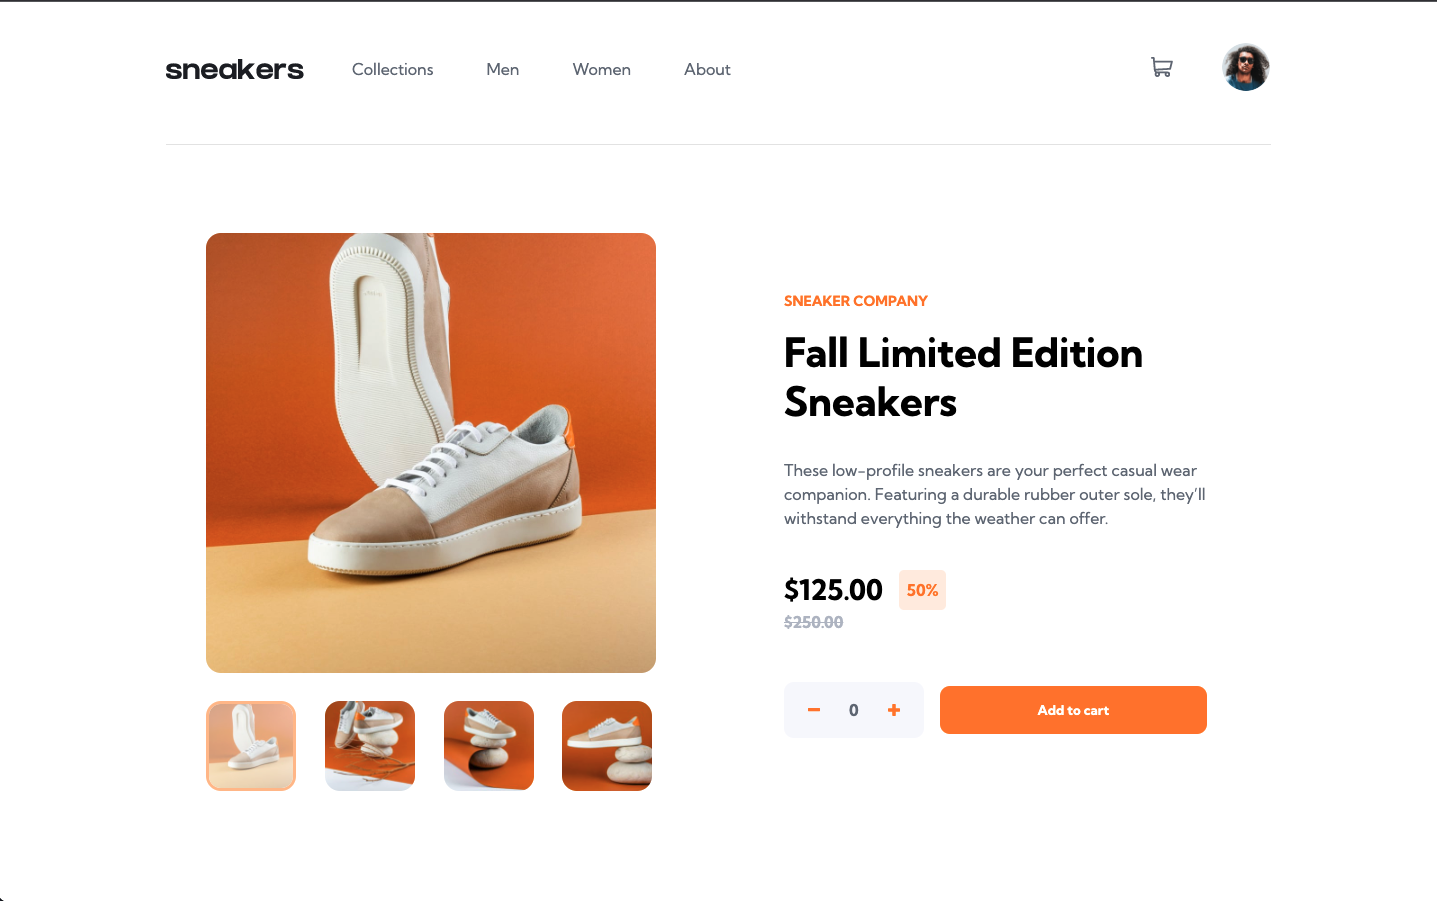 sneakers Collections Men Women About
SNEAKER COMPANY
Fall Limited Edition
Sneakers
These low-profile sneakers are your perfect casual wear
companion. Featuring a durable rubber outer sole, they’ll
withstand everything the weather can offer.
$125.00 50%
$250.00
0 Add to cart